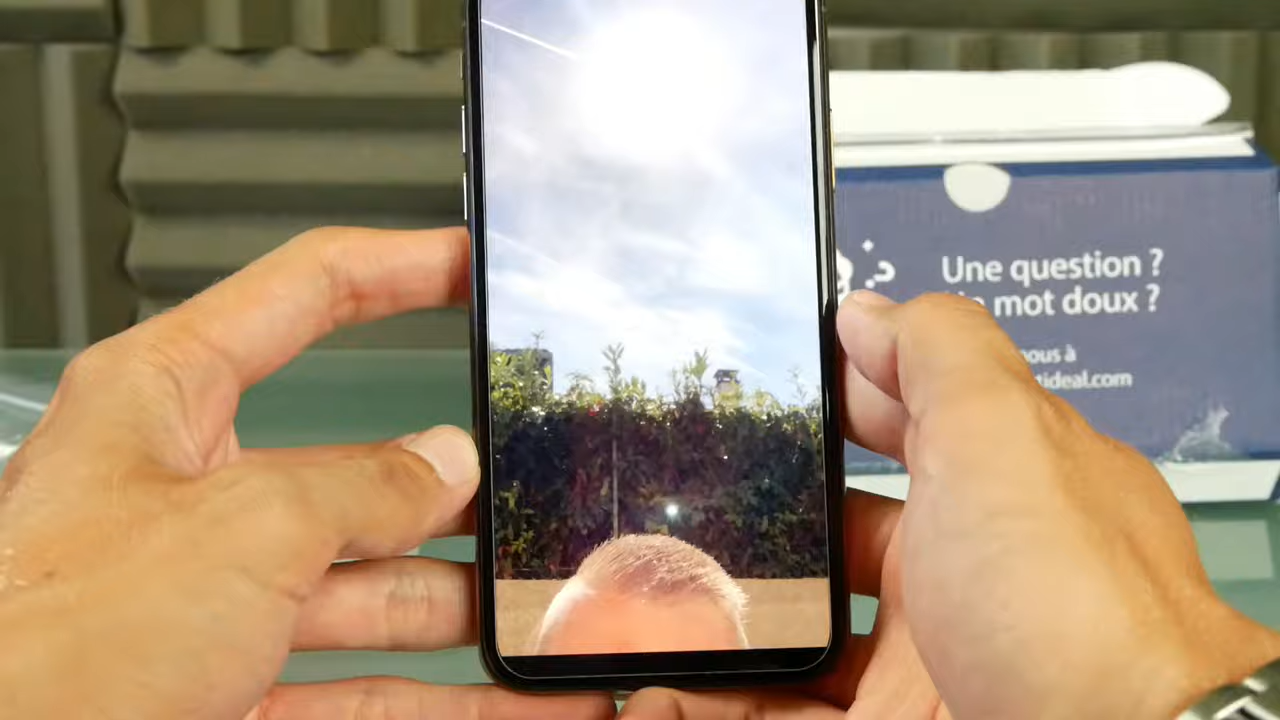 Une question ?
mot doux ?
nous à
ideal.com